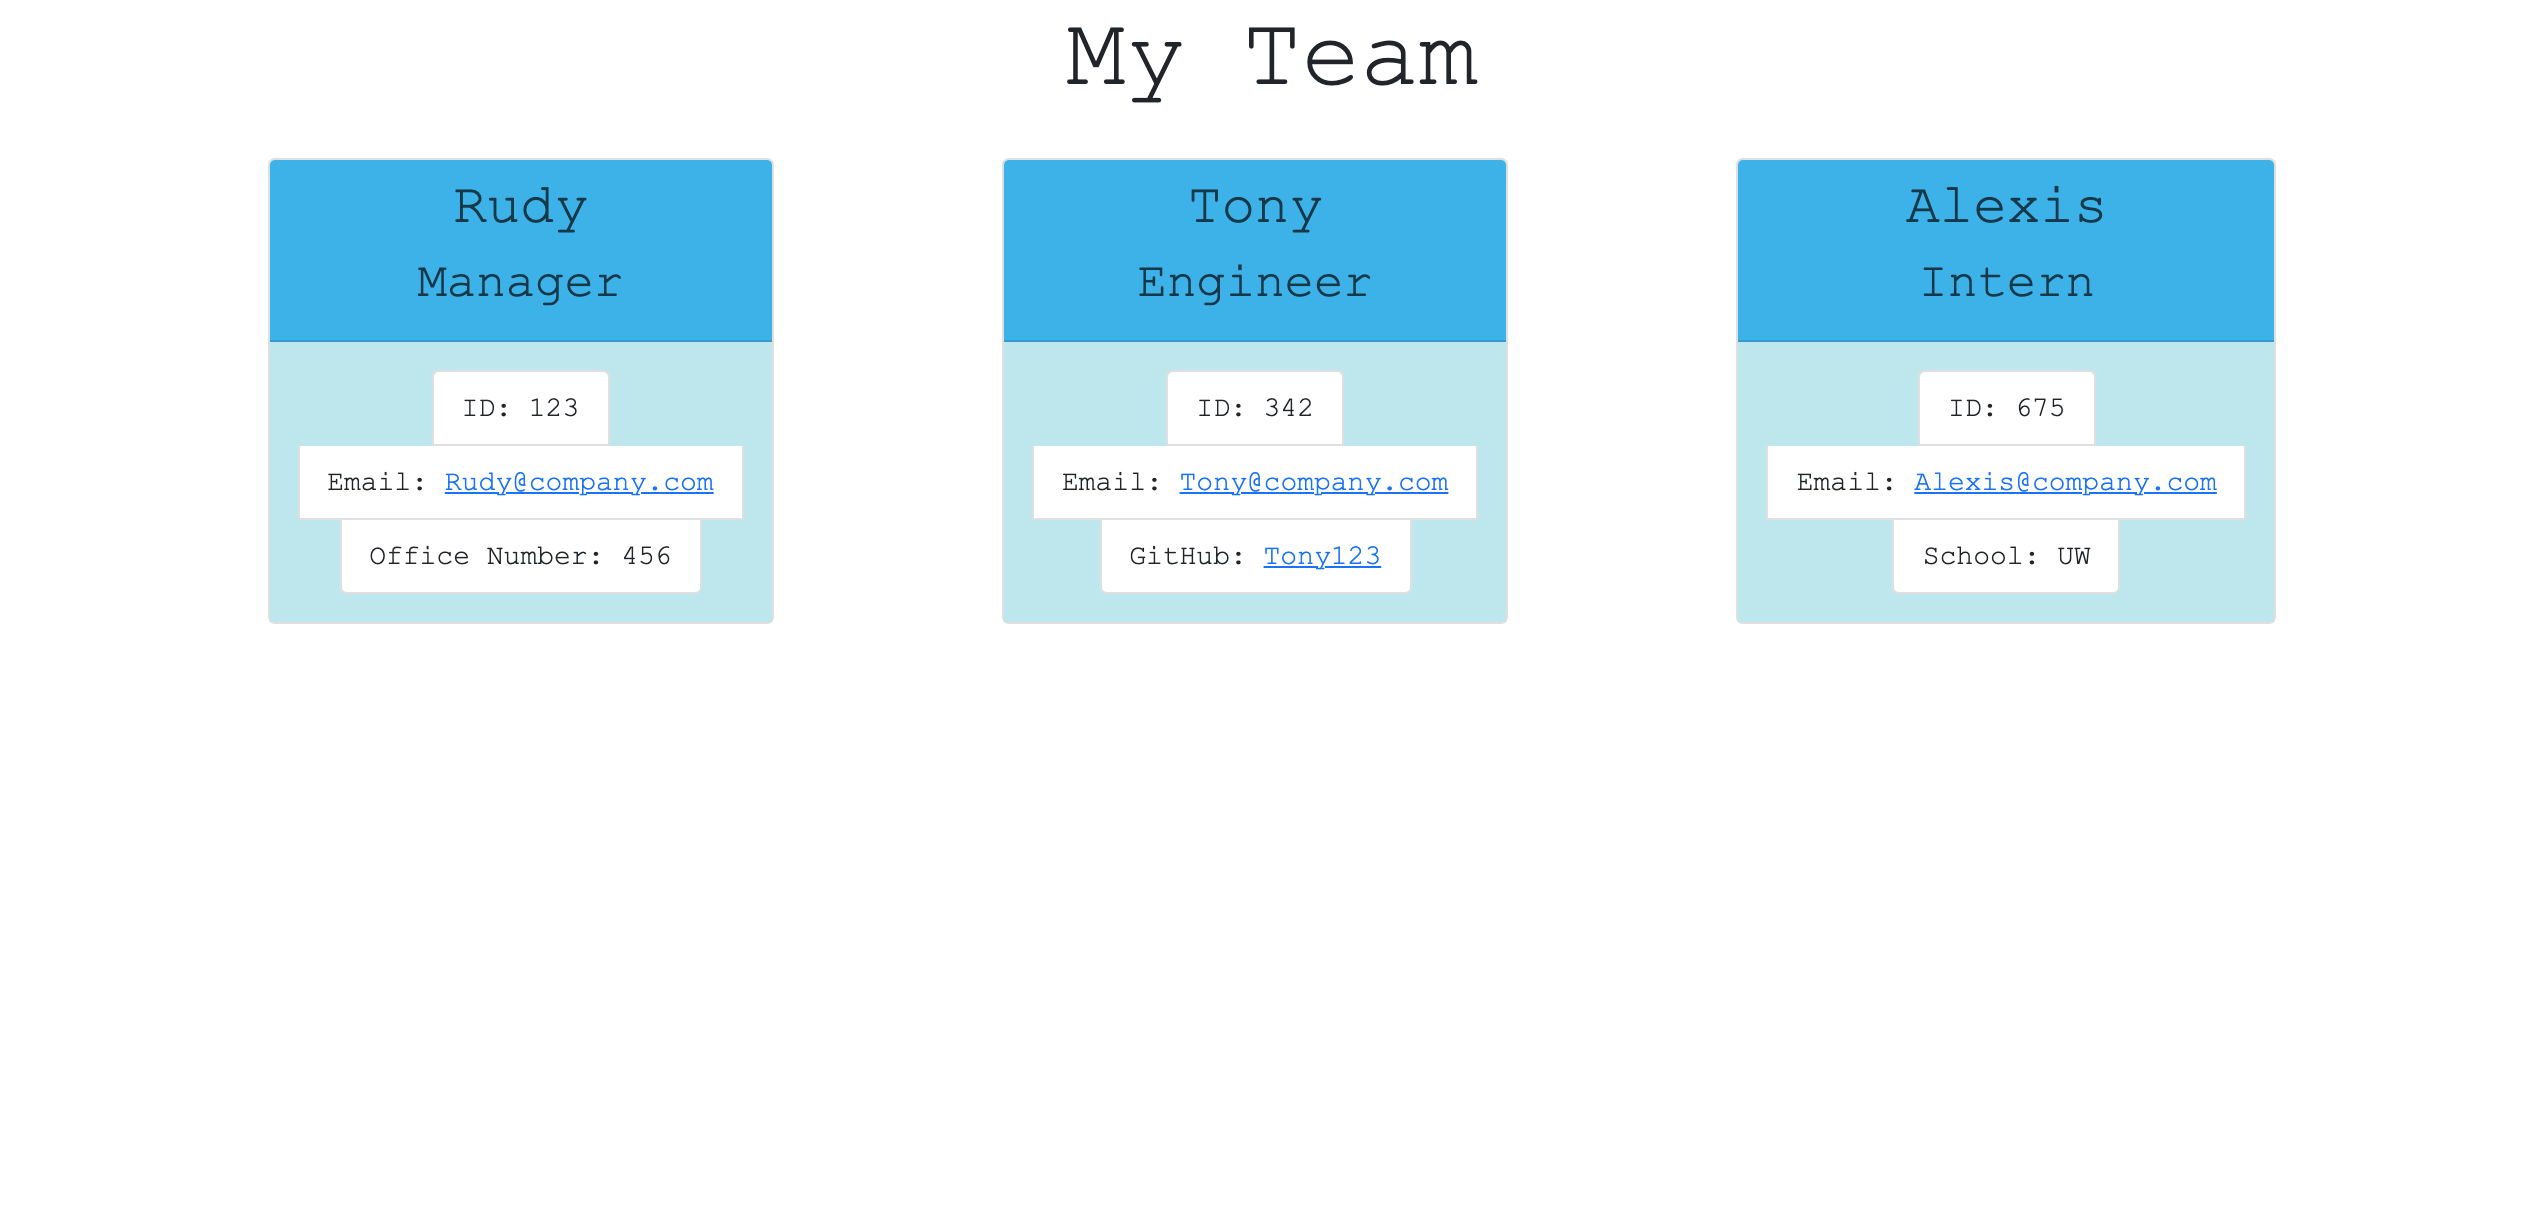 My Team
Rudy
Manager
ID: 123
Email: Rudy@company.com
Office Number: 456
Tony
Engineer
ID: 342
Email: Tony@company.com
GitHub: Tony123
Alexis
Intern
ID: 675
Email: Alexis@company.com
School: UW